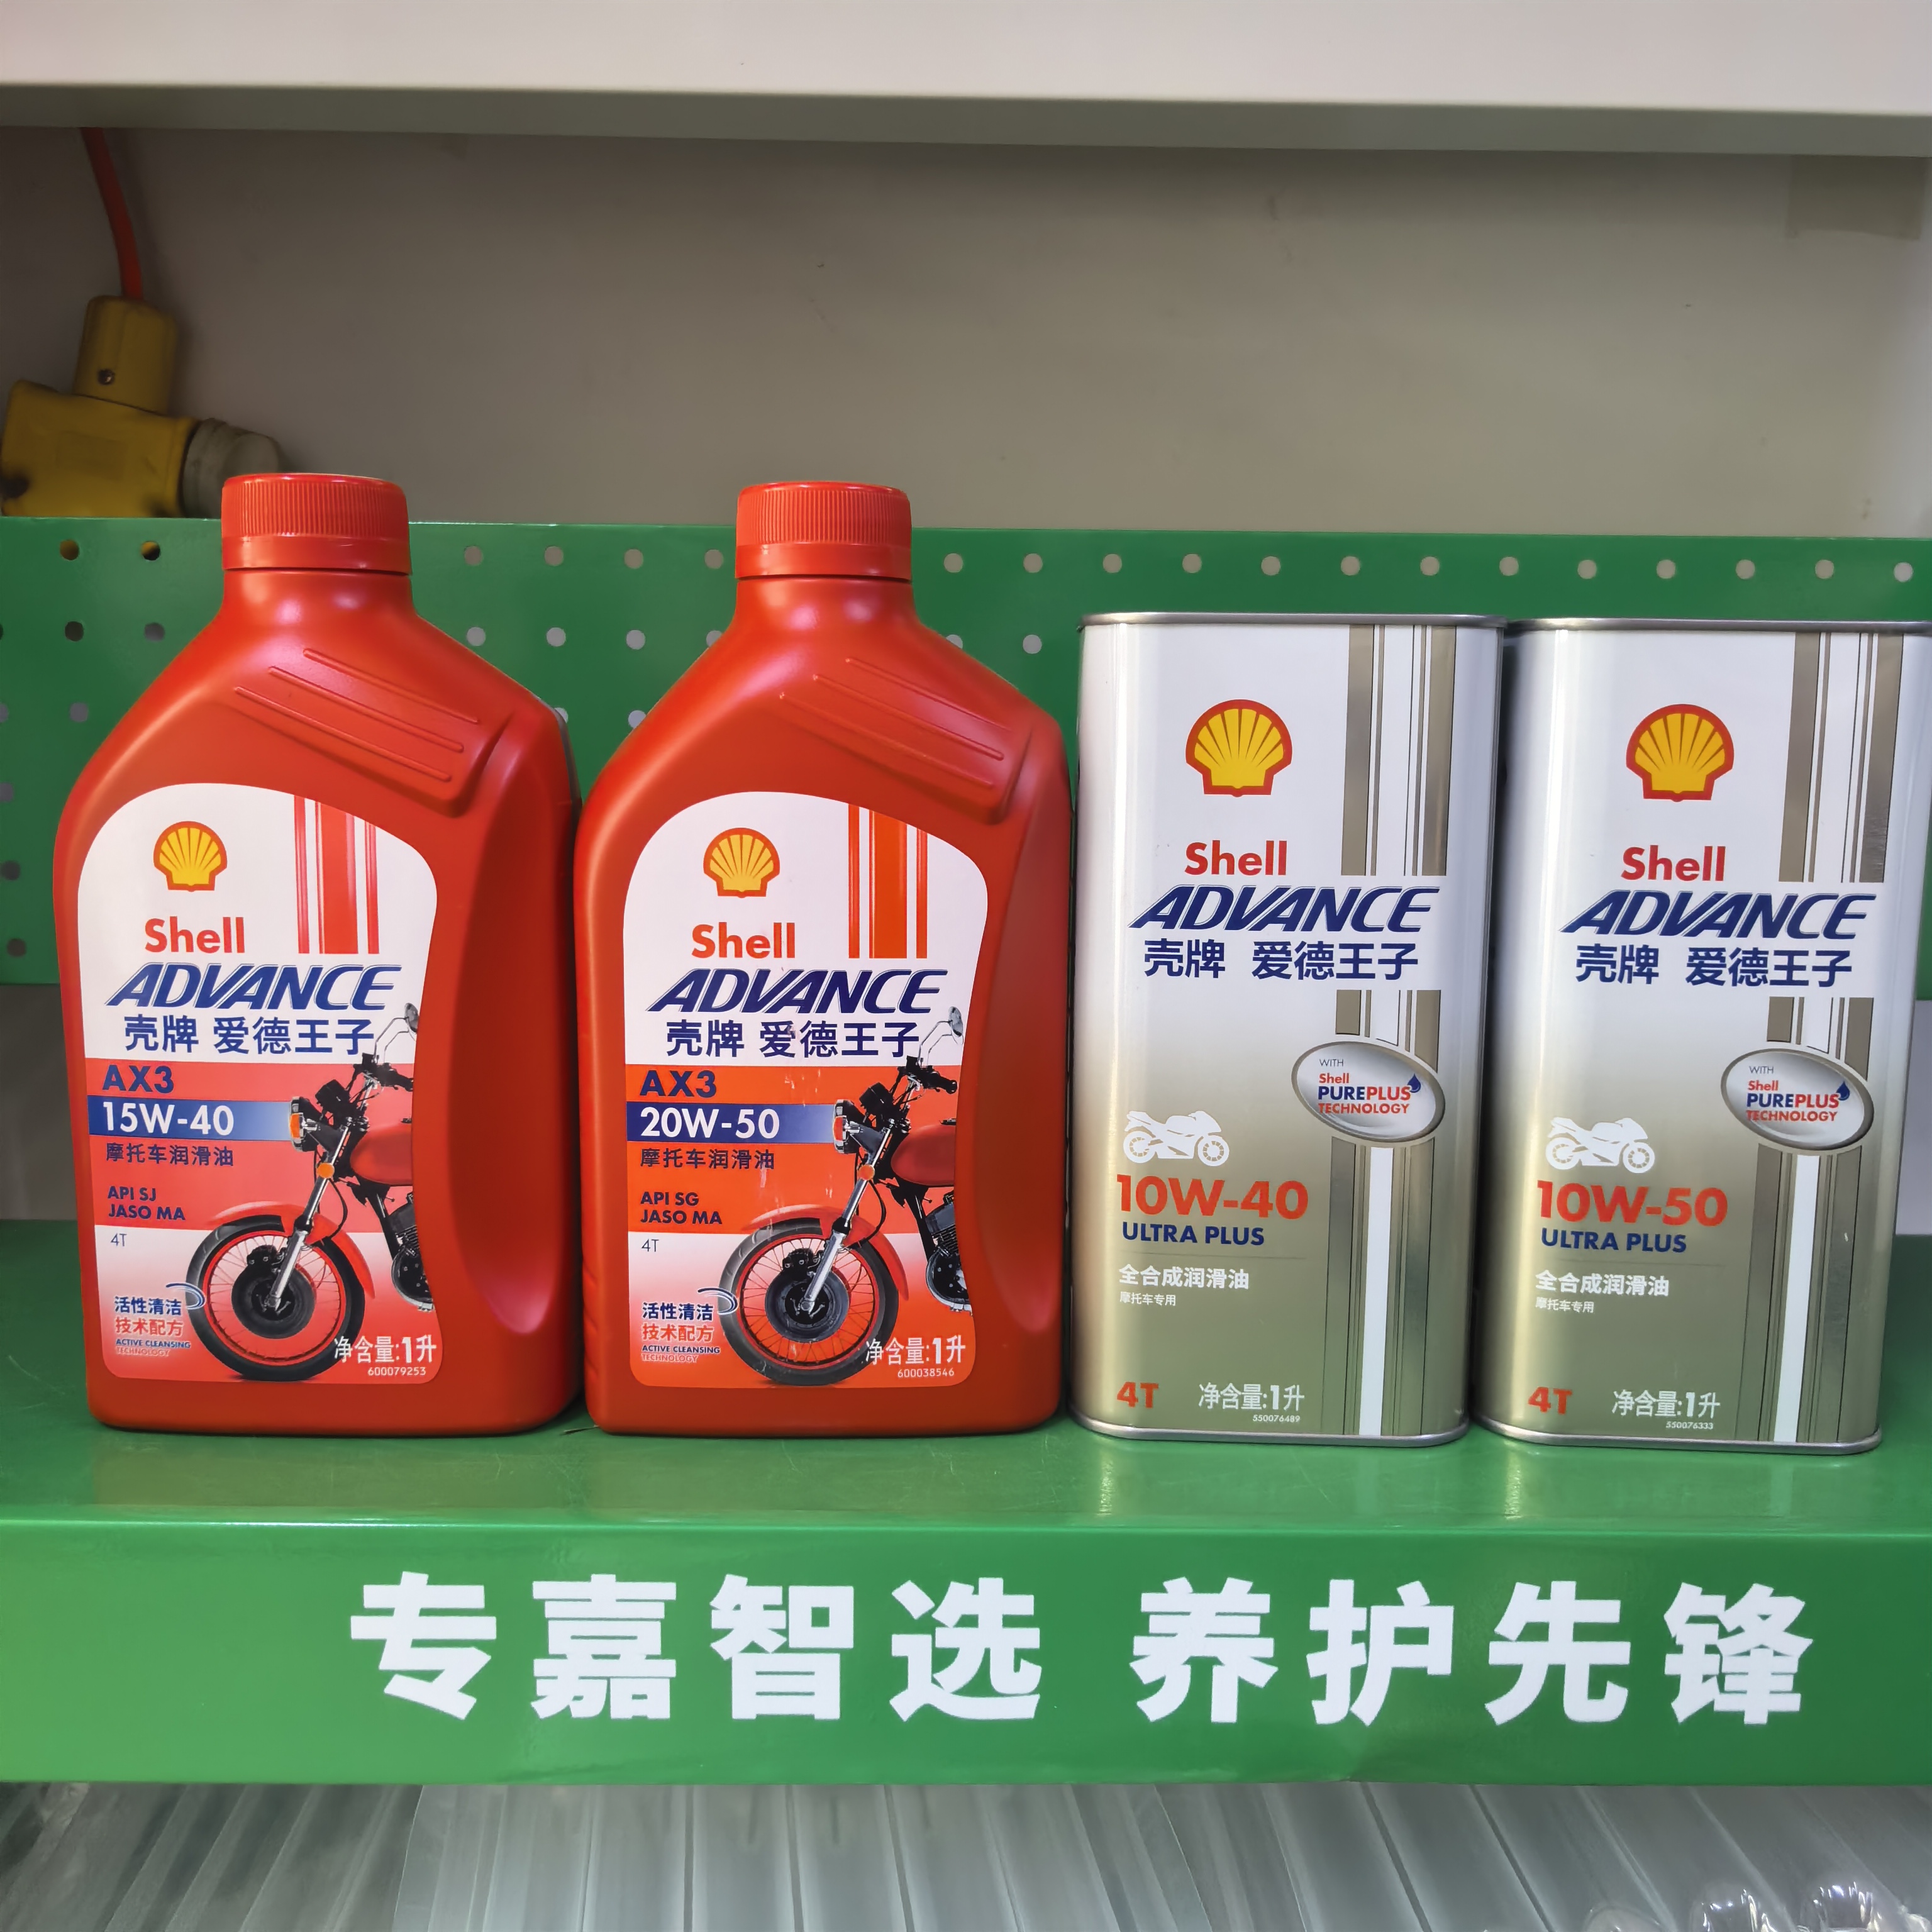 Shell
ADVANCE
壳牌 爱德王子
AX3
15W-40
摩托车润滑油
API SJ
JASO MA
4T
活性清洁
技术配方
ACTIVE CLEANSING
TECHNOLOGY
净含量:1升
600079253
Shell
ADVANCE
壳牌 爱德王子
AX3
20W-50
摩托车润滑油
API SG
JASO MA
4T
活性清洁
技术配方
ACTIVE CLEANSING
TECHNOLOGY
净含量:1升
600038546
Shell
ADVANCE
壳牌 爱德王子
WITH
Shell
PUREPLUS
TECHNOLOGY
10W-40
ULTRA PLUS
全合成润滑油
摩托车专用
4T
净含量:1升
550076489
Shell
ADVANCE
壳牌 爱德王子
WITH
Shell
PUREPLUS
TECHNOLOGY
10W-50
ULTRA PLUS
全合成润滑油
摩托车专用
4T
净含量:1升
550076333
专嘉智选 养护先锋